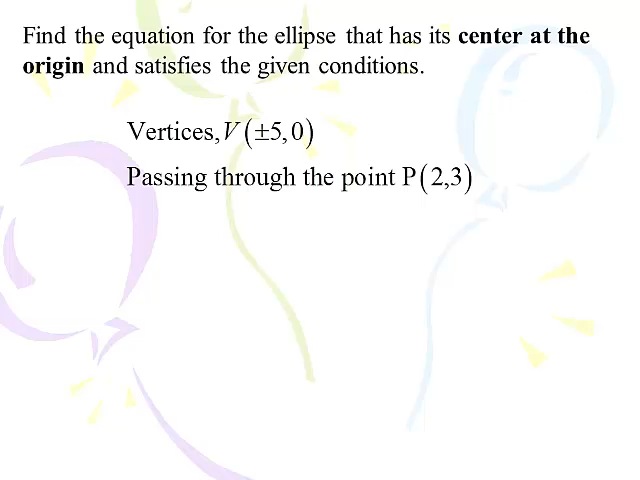 Find the equation for the ellipse that has its center at the
origin and satisfies the given conditions.
Vertices, V(±5,0)
Passing through the point P(2,3)